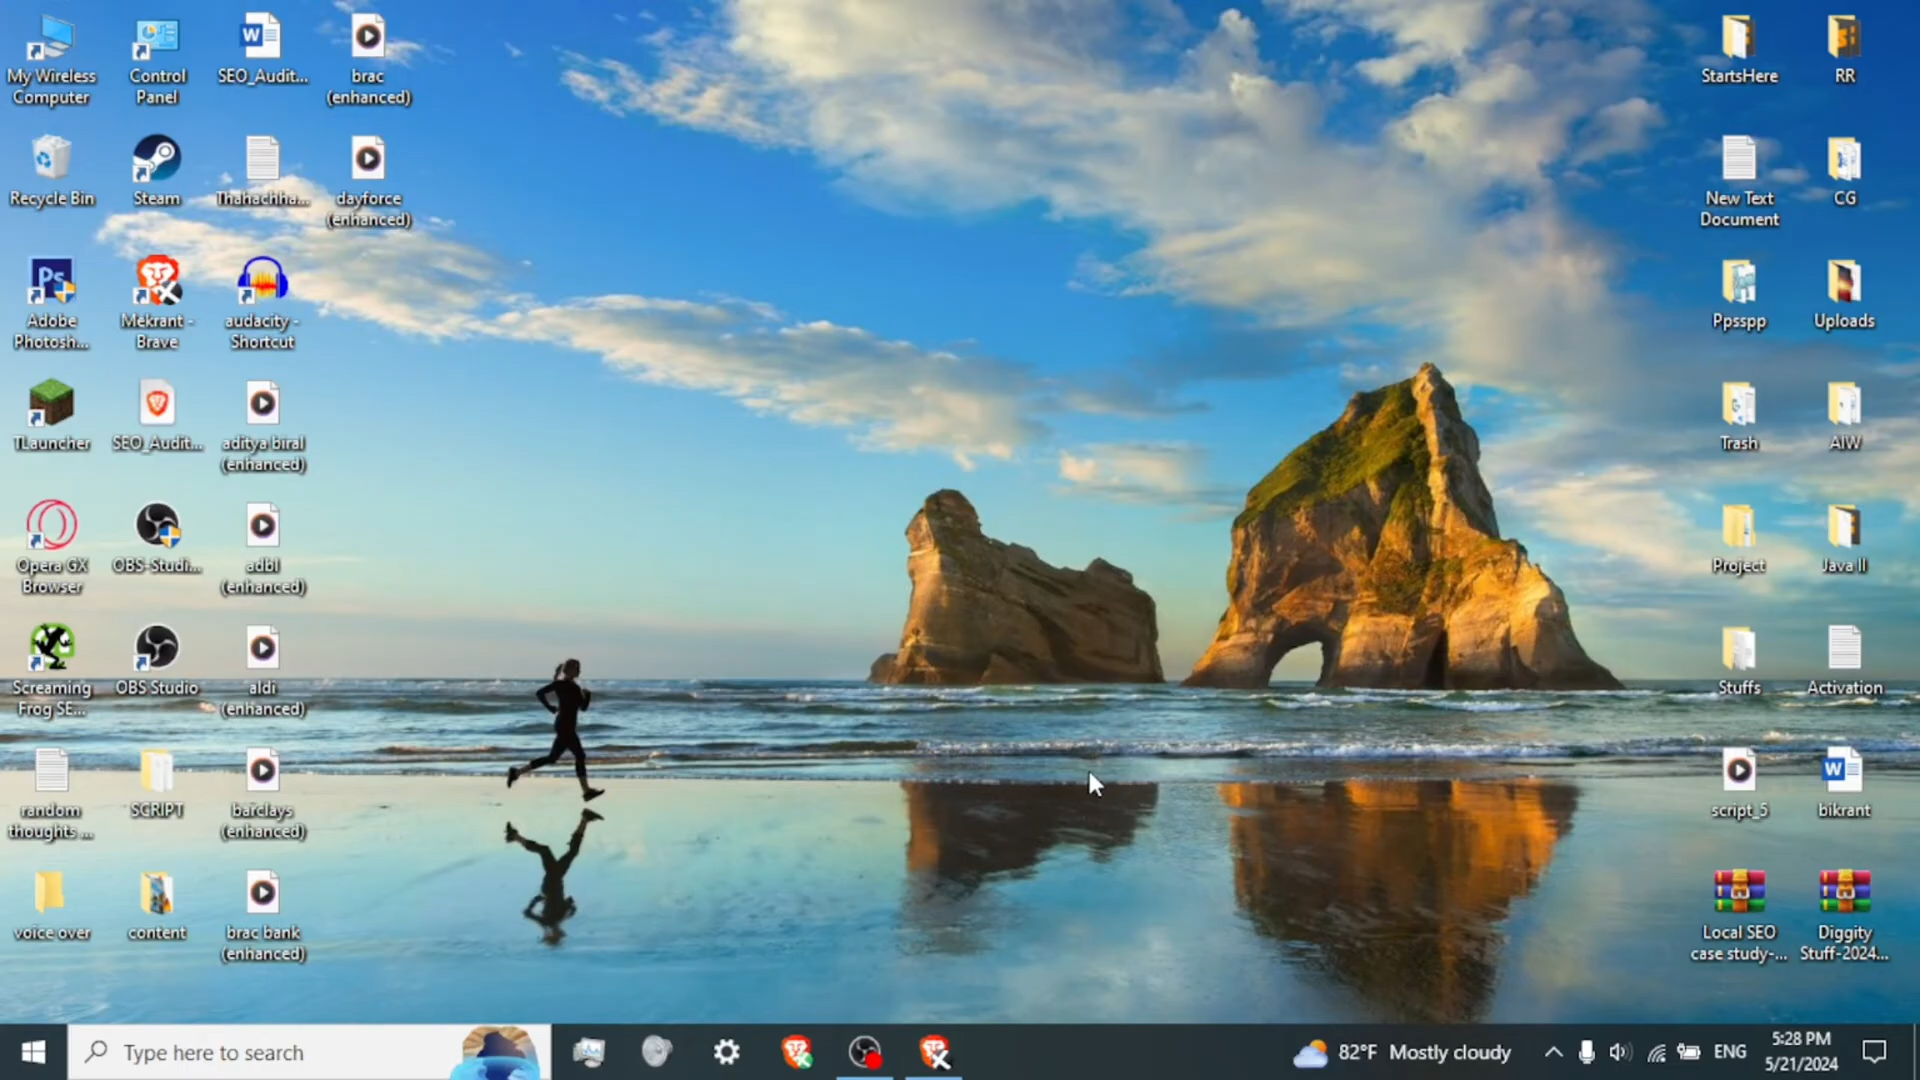 My Wireless
Computer
Control
Panel
SEO_Audit...
brac
(enhanced)
StartsHere
RR
Recycle Bin
Steam
Thahachha...
dayforce
(enhanced)
New Text
Document
CG
Ps
Adobe
Photosh...
Mekrant -
Brave
audacity -
Shortcut
Ppsspp
Uploads
TLauncher
SEO_Audit...
aditya biral
(enhanced)
Trash
AIW
Opera GX
Browser
OBS-Studi...
adbl
(enhanced)
Project
Java II
Screaming
Frog SE...
OBS Studio
aldi
(enhanced)
Stuffs
Activation
random
thoughts ...
SCRIPT
barclays
(enhanced)
script_5
bikrant
voice over
content
brac bank
(enhanced)
Local SEO
case study-...
Diggity
Stuff-2024...
Type here to search
82°F Mostly cloudy
ENG
5:28 PM
5/21/2024